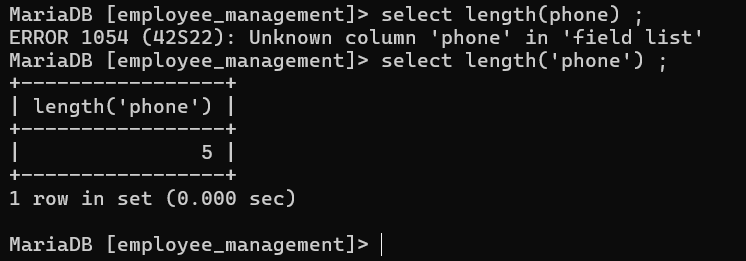 MariaDB [employee_management]> select length(phone) ;
ERROR 1054 (42S22): Unknown column 'phone' in 'field list'
MariaDB [employee_management]> select length('phone') ;
+-----------------+
| length('phone') |
+-----------------+
|               5 |
+-----------------+
1 row in set (0.000 sec)

MariaDB [employee_management]>